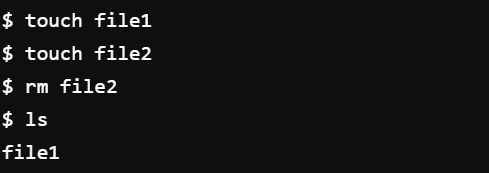 $ touch file1
$ touch file2
$ rm file2
$ ls
file1